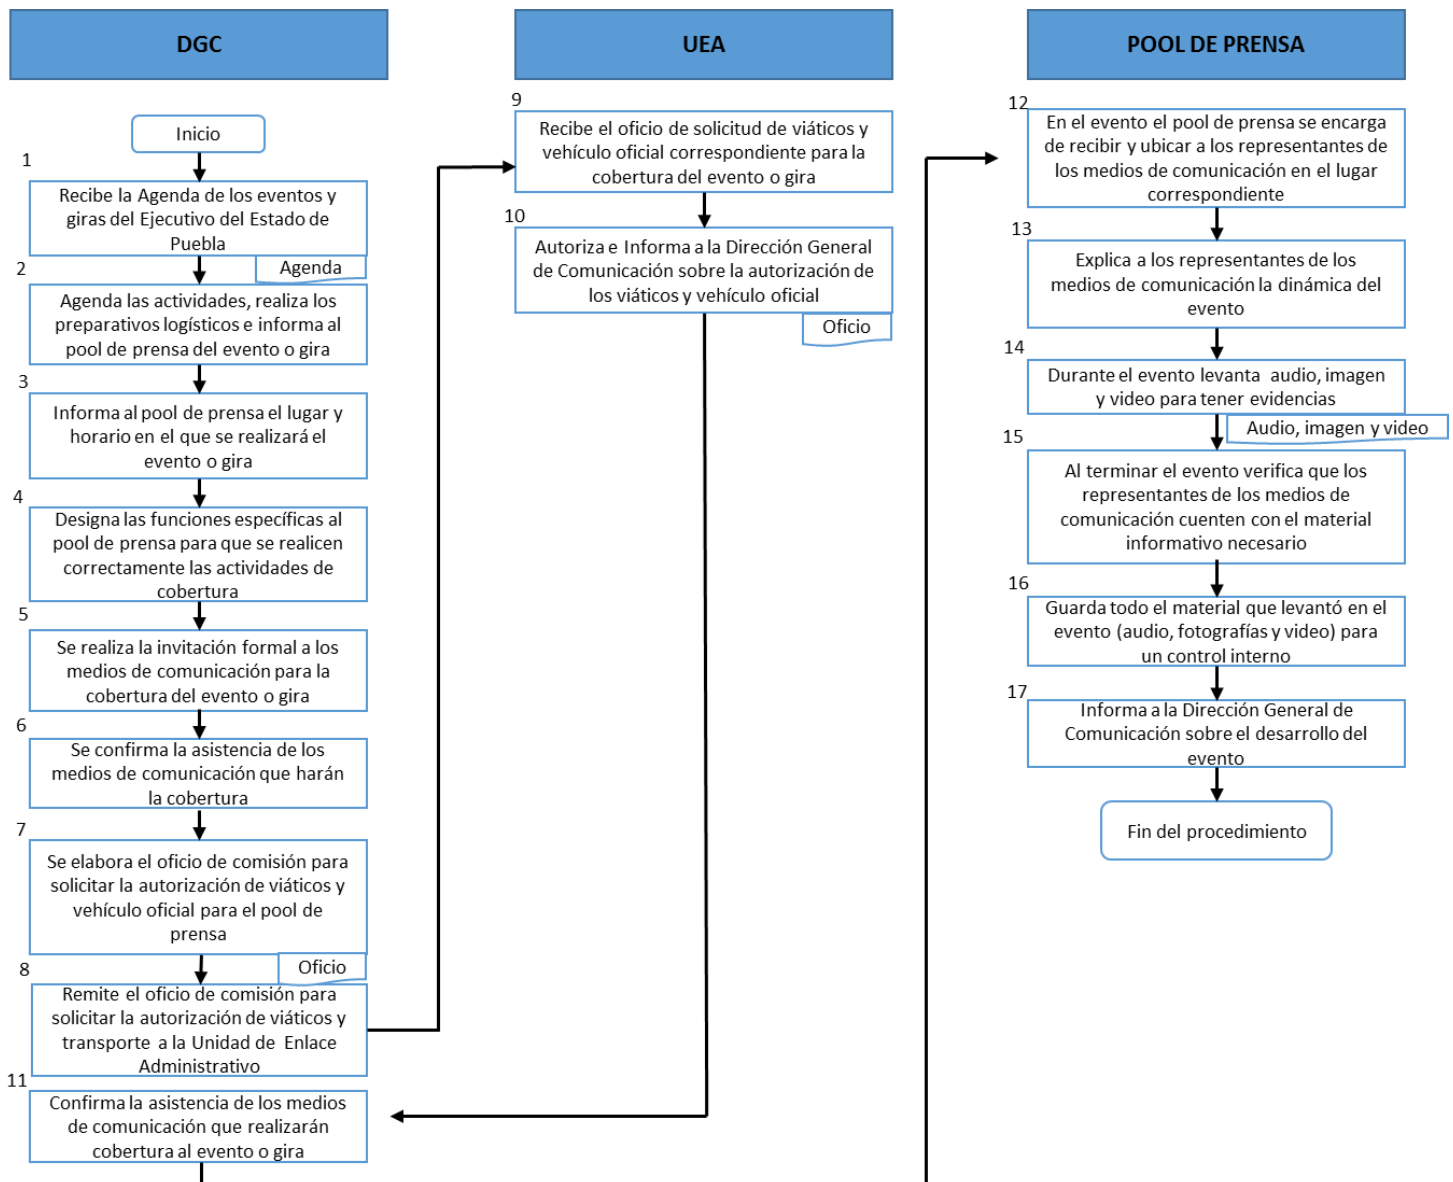 DGC
Inicio
1
Recibe la Agenda de los eventos y
giras del Ejecutivo del Estado de
Puebla
Agenda
2
Agenda las actividades, realiza los
preparativos logísticos e informa al
pool de prensa del evento o gira
3
Informa al pool de prensa el lugar y
horario en el que se realizará el
evento o gira
4
Designa las funciones específicas al
pool de prensa para que se realicen
correctamente las actividades de
cobertura
5
Se realiza la invitación formal a los
medios de comunicación para la
cobertura del evento o gira
6
Se confirma la asistencia de los
medios de comunicación que harán
la cobertura
7
Se elabora el oficio de comisión para
solicitar la autorización de viáticos y
vehículo oficial para el pool de
prensa
Oficio
8
Remite el oficio de comisión para
solicitar la autorización de viáticos y
transporte a la Unidad de Enlace
Administrativo
11
Confirma la asistencia de los medios
de comunicación que realizarán
cobertura al evento o gira
UEA
9
Recibe el oficio de solicitud de viáticos y
vehículo oficial correspondiente para la
cobertura del evento o gira
10
Autoriza e Informa a la Dirección General
de Comunicación sobre la autorización de
los viáticos y vehículo oficial
Oficio
POOL DE PRENSA
12
En el evento el pool de prensa se encarga
de recibir y ubicar a los representantes de
los medios de comunicación en el lugar
correspondiente
13
Explica a los representantes de los
medios de comunicación la dinámica del
evento
14
Durante el evento levanta audio, imagen
y video para tener evidencias
Audio, imagen y video
15
Al terminar el evento verifica que los
representantes de los medios de
comunicación cuenten con el material
informativo necesario
16
Guarda todo el material que levantó en el
evento (audio, fotografías y video) para
un control interno
17
Informa a la Dirección General de
Comunicación sobre el desarrollo del
evento
Fin del procedimiento